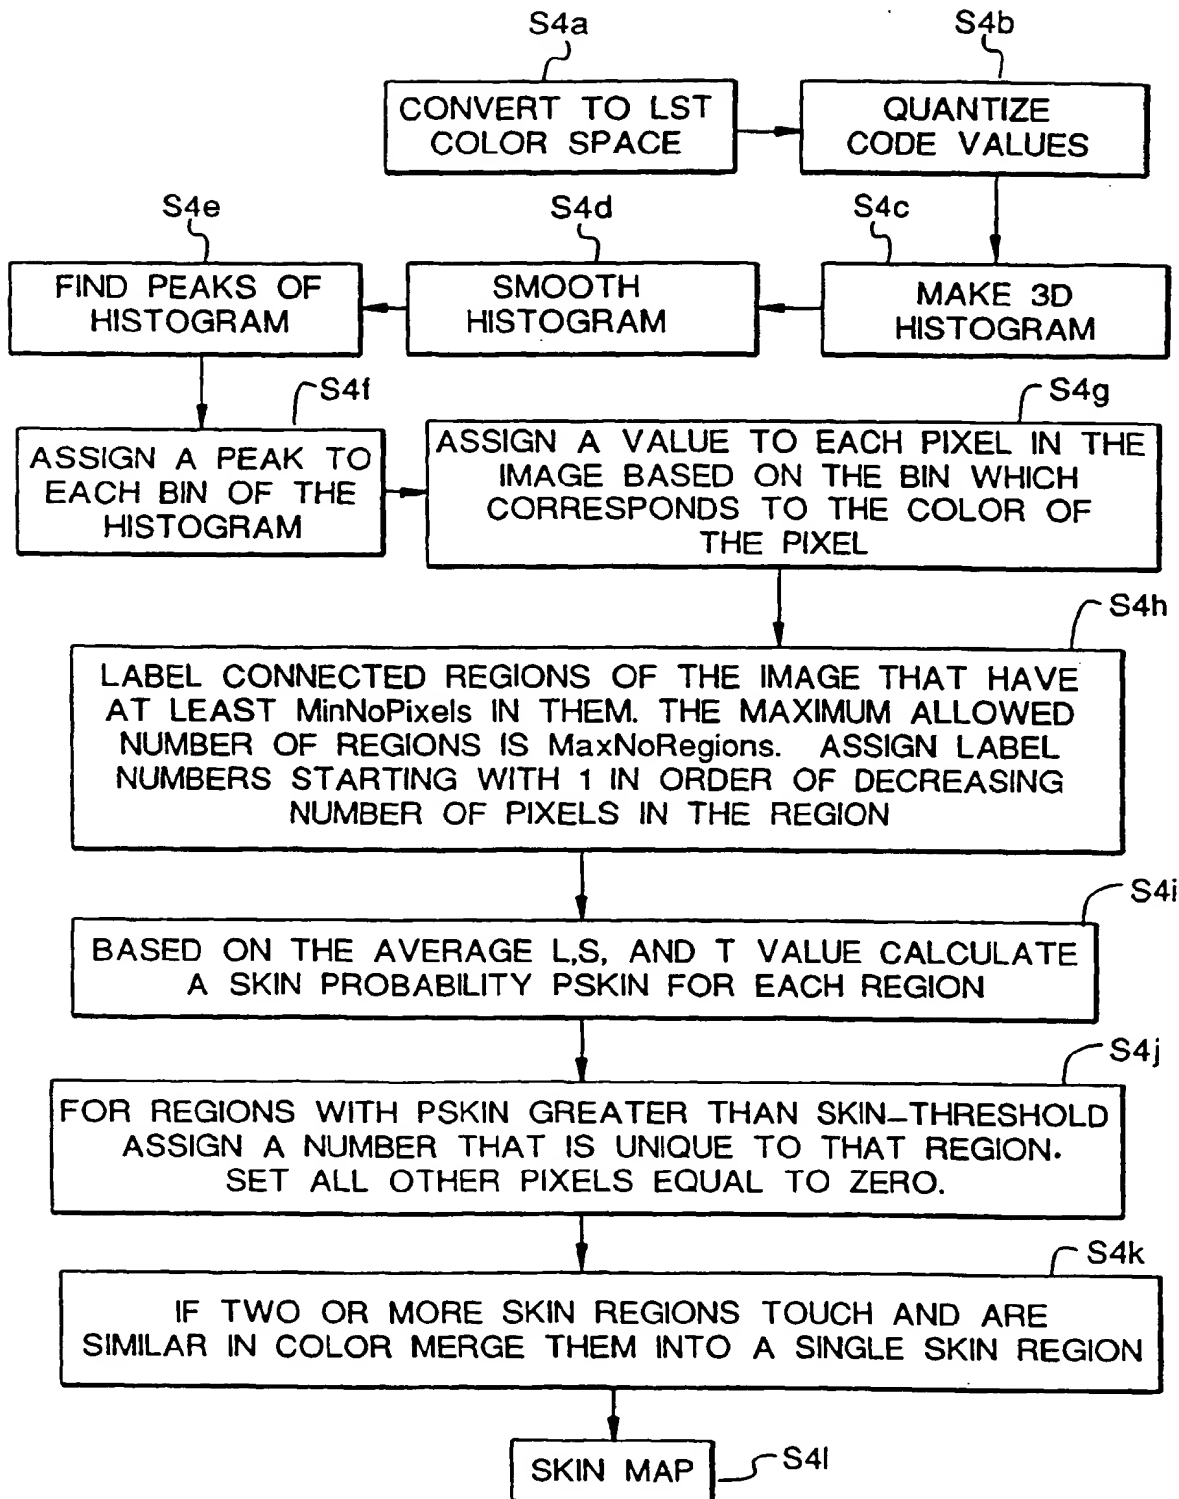 S4a
CONVERT TO LST
COLOR SPACE
S4b
QUANTIZE
CODE VALUES
S4c
MAKE 3D
HISTOGRAM
S4d
SMOOTH
HISTOGRAM
S4e
FIND PEAKS OF
HISTOGRAM
S4f
ASSIGN A PEAK TO
EACH BIN OF THE
HISTOGRAM
S4g
ASSIGN A VALUE TO EACH PIXEL IN THE
IMAGE BASED ON THE BIN WHICH
CORRESPONDS TO THE COLOR OF
THE PIXEL
S4h
LABEL CONNECTED REGIONS OF THE IMAGE THAT HAVE
AT LEAST MinNoPixels IN THEM. THE MAXIMUM ALLOWED
NUMBER OF REGIONS IS MaxNoRegions. ASSIGN LABEL
NUMBERS STARTING WITH 1 IN ORDER OF DECREASING
NUMBER OF PIXELS IN THE REGION
S4i
BASED ON THE AVERAGE L,S, AND T VALUE CALCULATE
A SKIN PROBABILITY PSKIN FOR EACH REGION
S4j
FOR REGIONS WITH PSKIN GREATER THAN SKIN-THRESHOLD
ASSIGN A NUMBER THAT IS UNIQUE TO THAT REGION.
SET ALL OTHER PIXELS EQUAL TO ZERO.
S4k
IF TWO OR MORE SKIN REGIONS TOUCH AND ARE
SIMILAR IN COLOR MERGE THEM INTO A SINGLE SKIN REGION
SKIN MAP
S4l